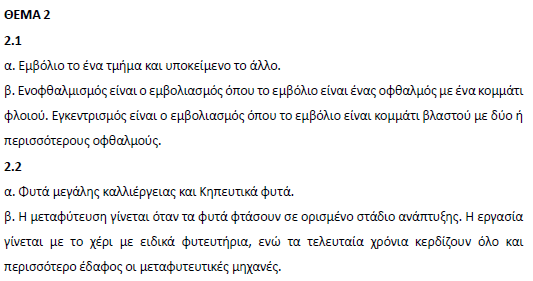 ΘΕΜΑ 2
2.1
α. Εμβόλιο το ένα τμήμα και υποκείμενο το άλλο.
β. Ενοφθαλμισμός είναι ο εμβολιασμός όπου το εμβόλιο είναι ένας οφθαλμός με ένα κομμάτι
φλοιού. Εγκεντρισμός είναι ο εμβολιασμός όπου το εμβόλιο είναι κομμάτι βλαστού με δύο ή
περισσότερους οφθαλμούς.
2.2
α. Φυτά μεγάλης καλλιέργειας και Κηπευτικά φυτά.
β. Η μεταφύτευση γίνεται όταν τα φυτά φτάσουν σε ορισμένο στάδιο ανάπτυξης. Η εργασία
γίνεται με το χέρι με ειδικά φυτευτήρια, ενώ τα τελευταία χρόνια κερδίζουν όλο και
περισσότερο έδαφος οι μεταφυτευτικές μηχανές.